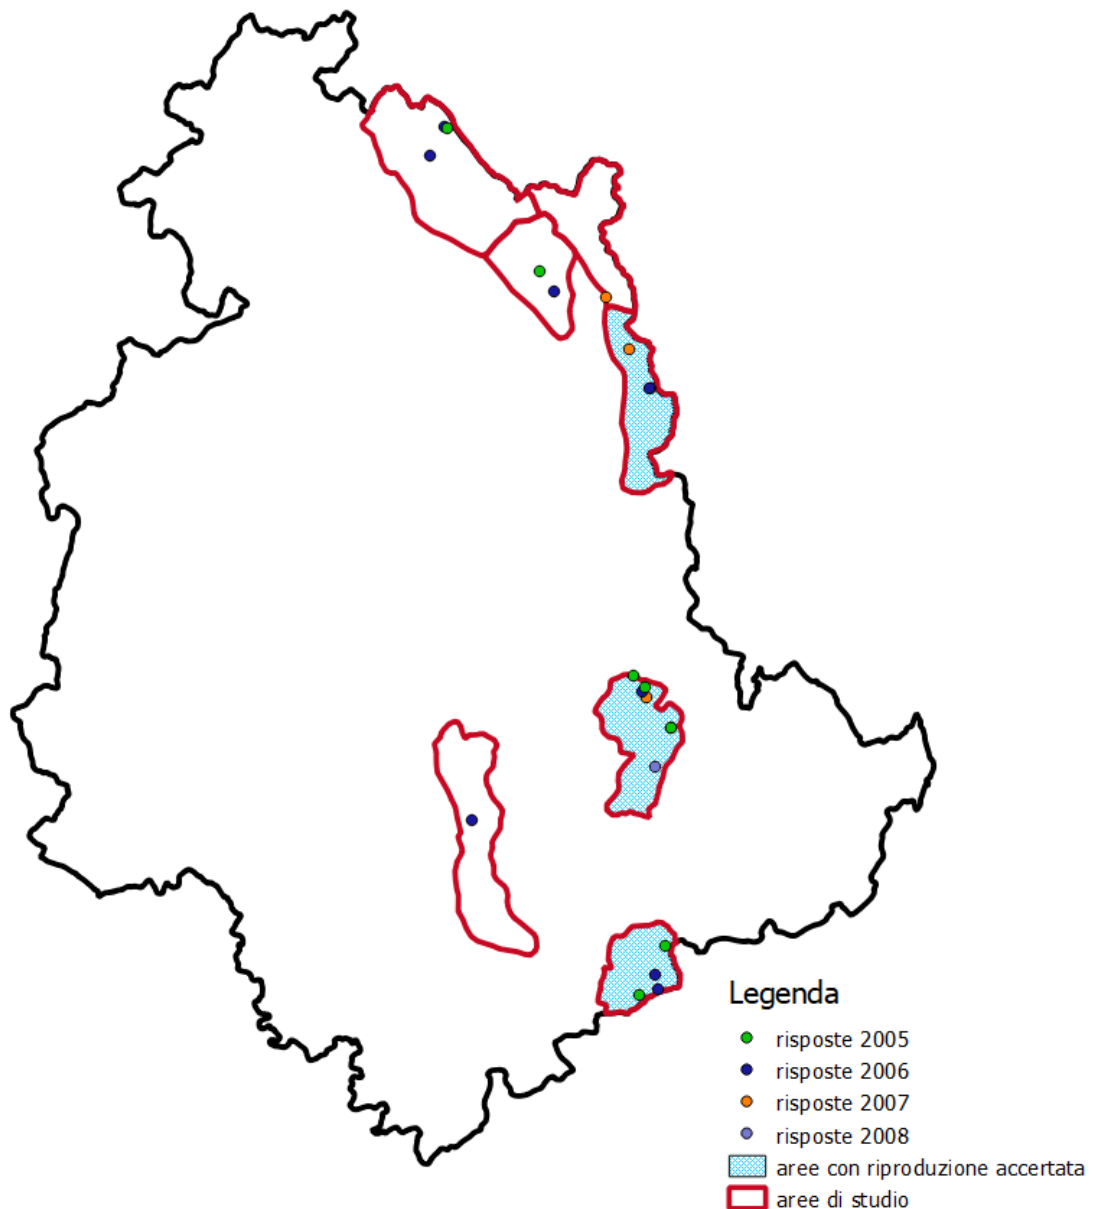 Legenda
risposte 2005
risposte 2006
risposte 2007
risposte 2008
aree con riproduzione accertata
aree di studio